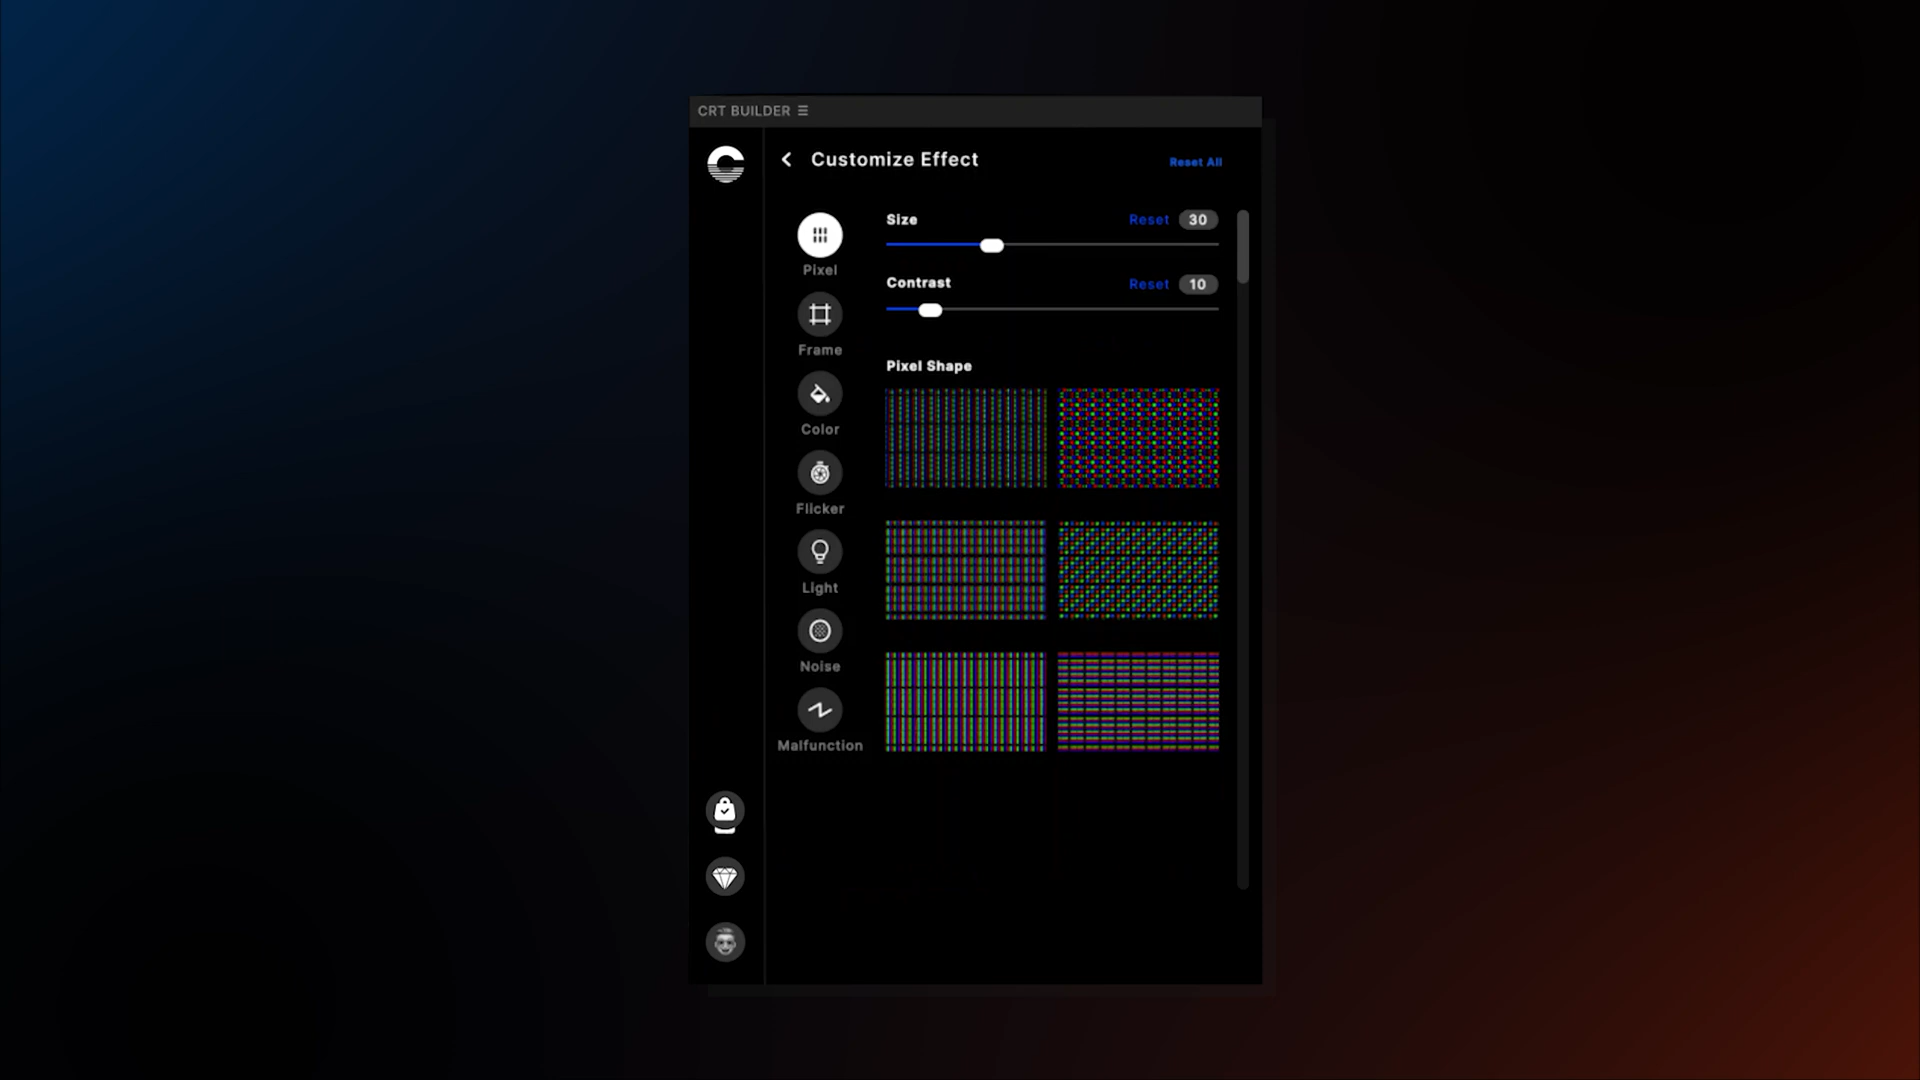 CRT BUILDER
Customize Effect
Reset All
Size
Reset
30
Contrast
Reset
10
Pixel Shape
Pixel
Frame
Color
Flicker
Light
Noise
Malfunction